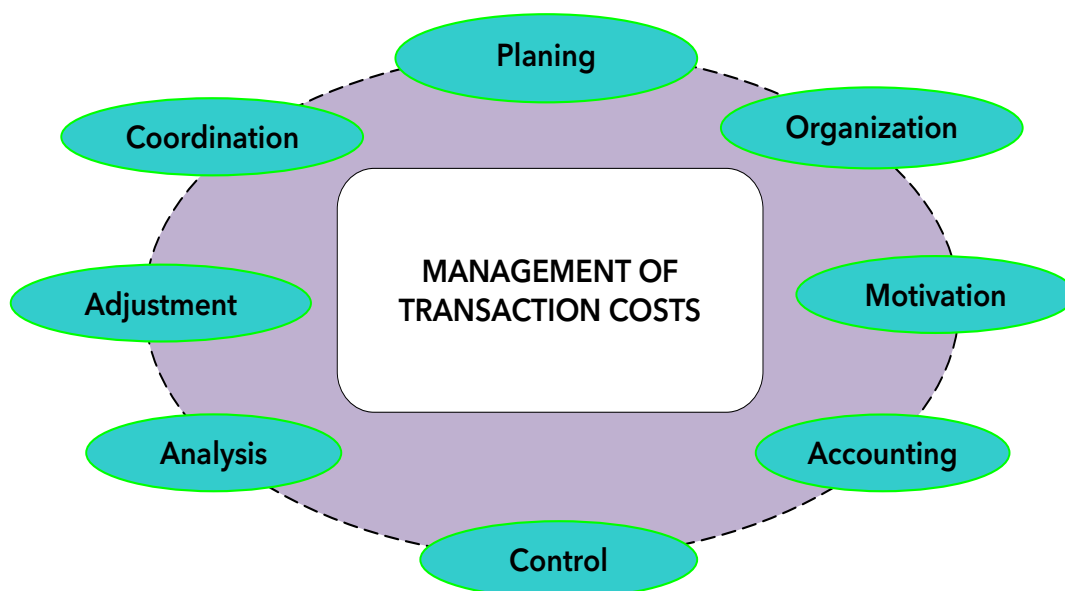 Planing
Coordination
Organization
MANAGEMENT OF
TRANSACTION COSTS
Adjustment
Motivation
Analysis
Accounting
Control